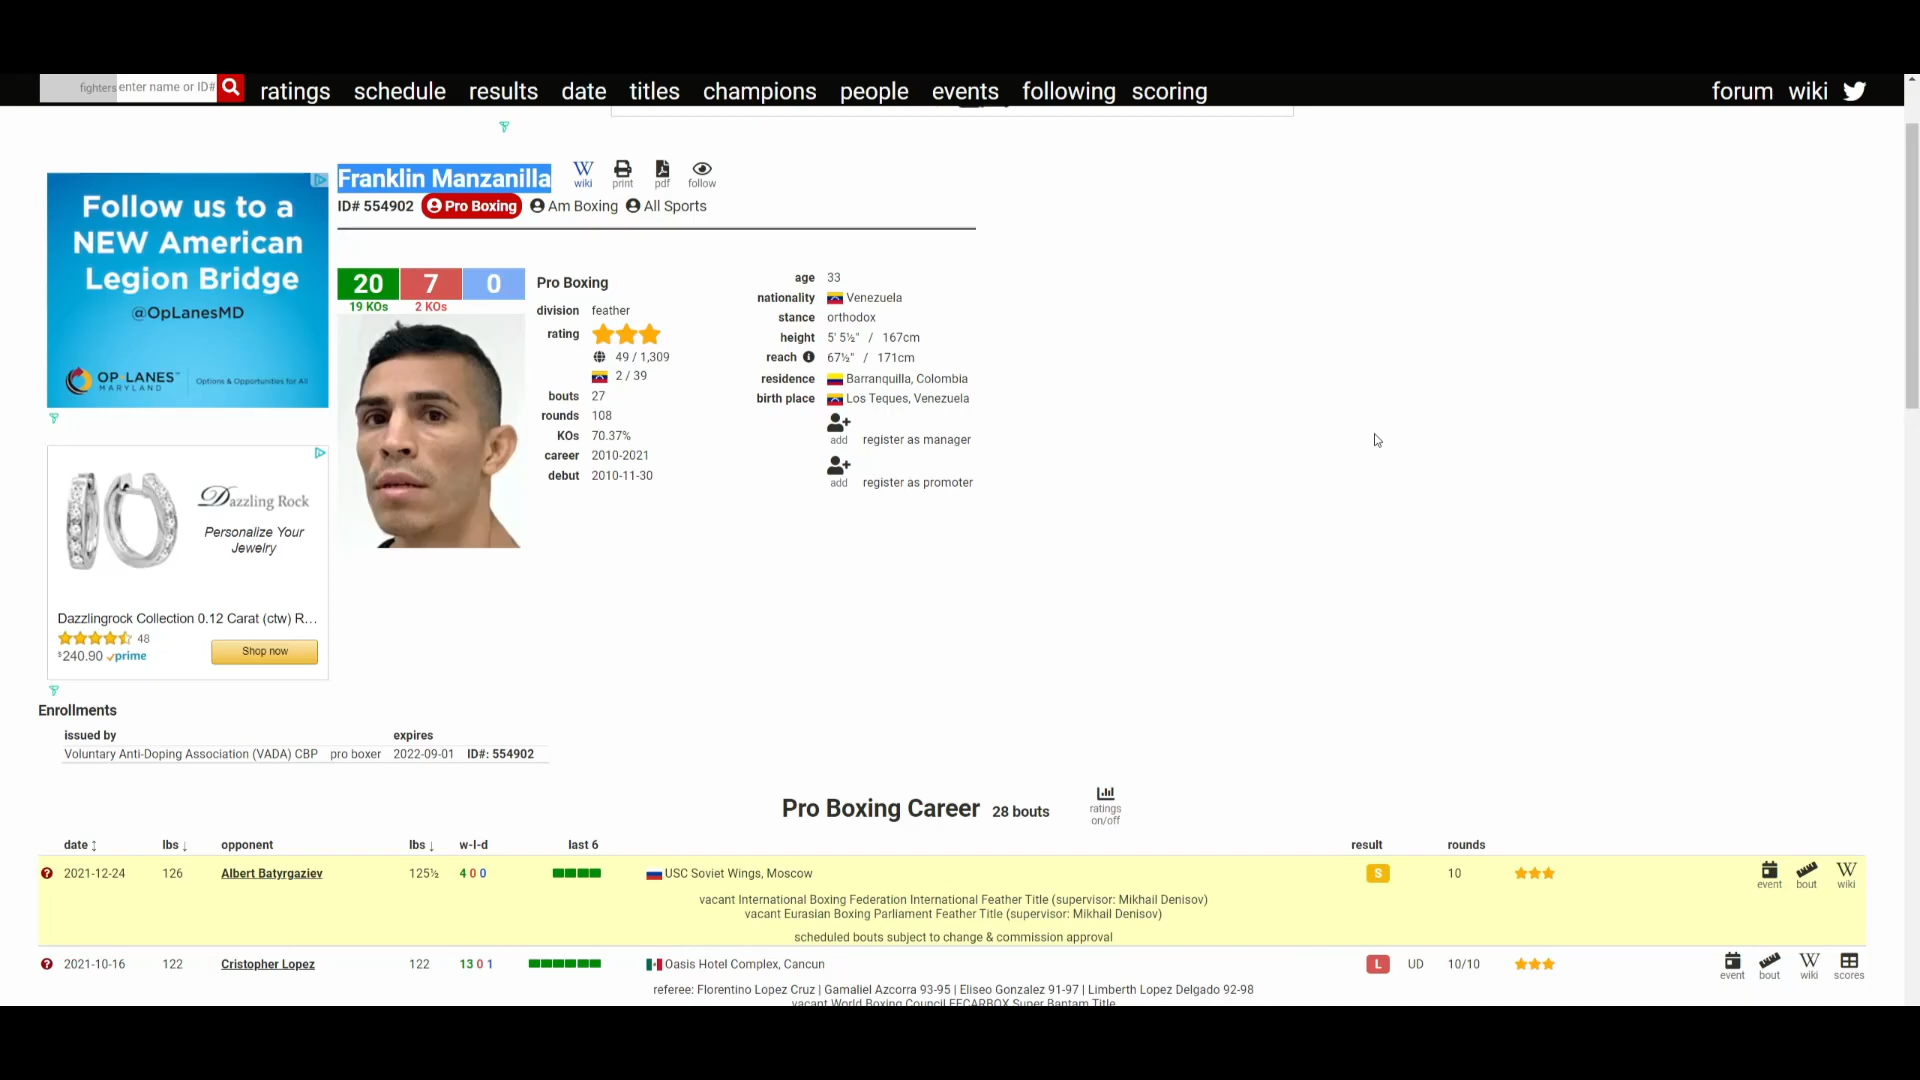 fighters enter name or ID# ratings schedule results date titles champions people events following scoring forum wiki
Franklin Manzanilla
W wiki print pdf follow
ID# 554902 Pro Boxing Am Boxing All Sports
Follow us to a
NEW American
Legion Bridge
@OpLanesMD
OP LANES™
MARYLAND
Options & Opportunities for All
20 7 0
19 KOs 2 KOs
Pro Boxing
division feather
rating
49 / 1,309
2 / 39
bouts 27
rounds 108
KOs 70.37%
career 2010-2021
debut 2010-11-30
age 33
nationality Venezuela
stance orthodox
height 5' 5½" / 167cm
reach 67½" / 171cm
residence Barranquilla, Colombia
birth place Los Teques, Venezuela
add register as manager
add register as promoter
Dazzling Rock
Personalize Your
Jewelry
Dazzlingrock Collection 0.12 Carat (ctw) R...
48
$240.90 prime
Shop now
Enrollments
issued by expires
Voluntary Anti-Doping Association (VADA) CBP pro boxer 2022-09-01 ID#: 554902
Pro Boxing Career 28 bouts
ratings
on/off
date lbs opponent lbs w-l-d last 6 result rounds
2021-12-24 126 Albert Batyrgaziev 125½ 4 0 0 USC Soviet Wings, Moscow S 10
event bout W wiki
vacant International Boxing Federation International Feather Title (supervisor: Mikhail Denisov)
vacant Eurasian Boxing Parliament Feather Title (supervisor: Mikhail Denisov)
scheduled bouts subject to change & commission approval
2021-10-16 122 Cristopher Lopez 122 13 0 1 Oasis Hotel Complex, Cancun L UD 10/10
event bout W wiki scores
referee: Florentino Lopez Cruz | Gamaliel Azcorra 93-95 | Eliseo Gonzalez 91-97 | Limberth Lopez Delgado 92-98
vacant World Boxing Council FECARBOX Super Bantam Title